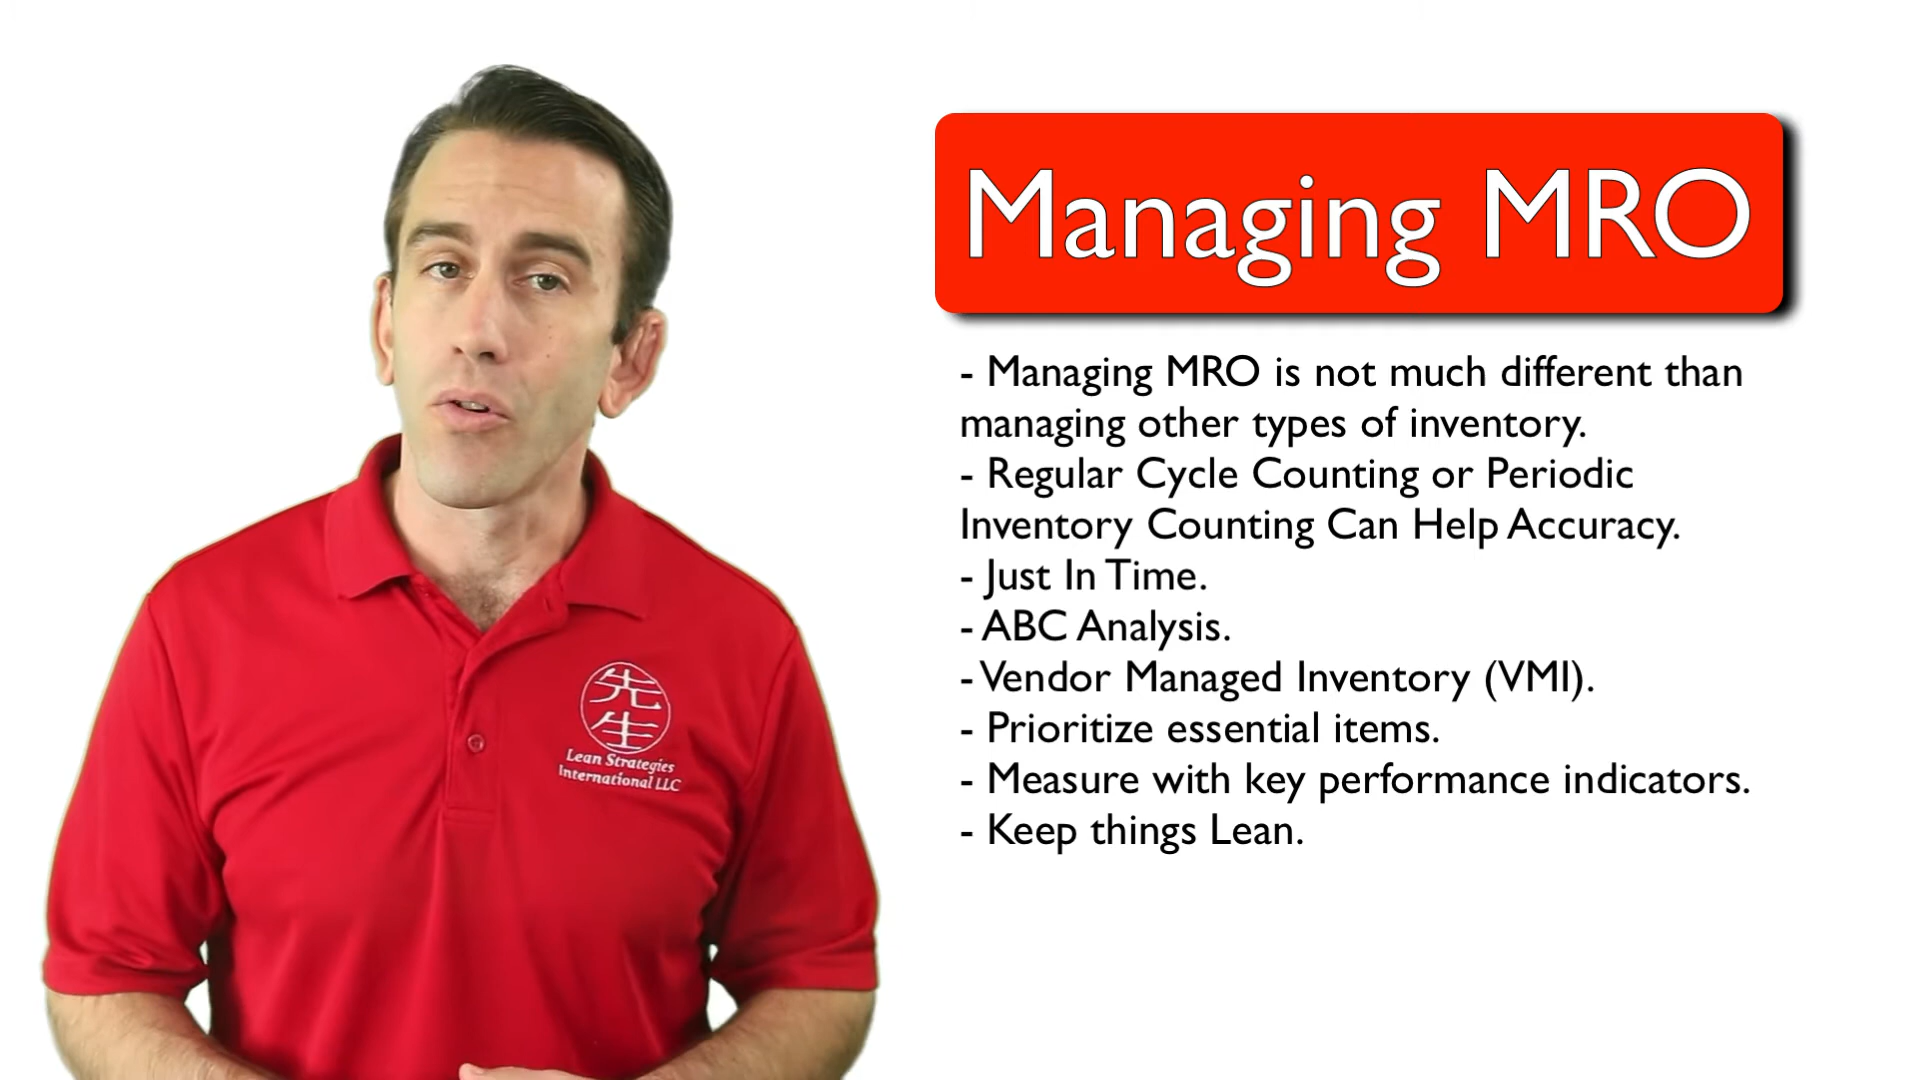 Managing MRO
- Managing MRO is not much different than
managing other types of inventory.
- Regular Cycle Counting or Periodic
Inventory Counting Can Help Accuracy.
- Just In Time.
- ABC Analysis.
- Vendor Managed Inventory (VMI).
- Prioritize essential items.
- Measure with key performance indicators.
- Keep things Lean.
先
生
Lean Strategies
International LLC